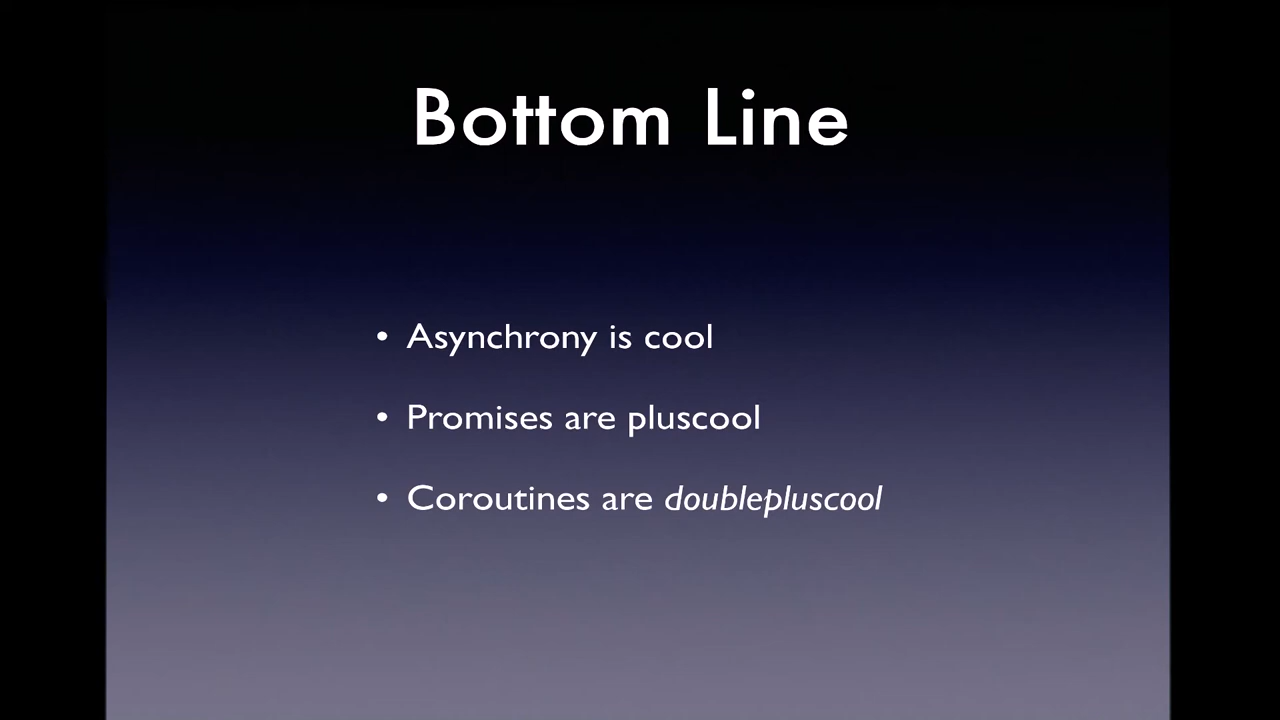 Bottom Line
• Asynchrony is cool
• Promises are pluscool
• Coroutines are doublepluscool